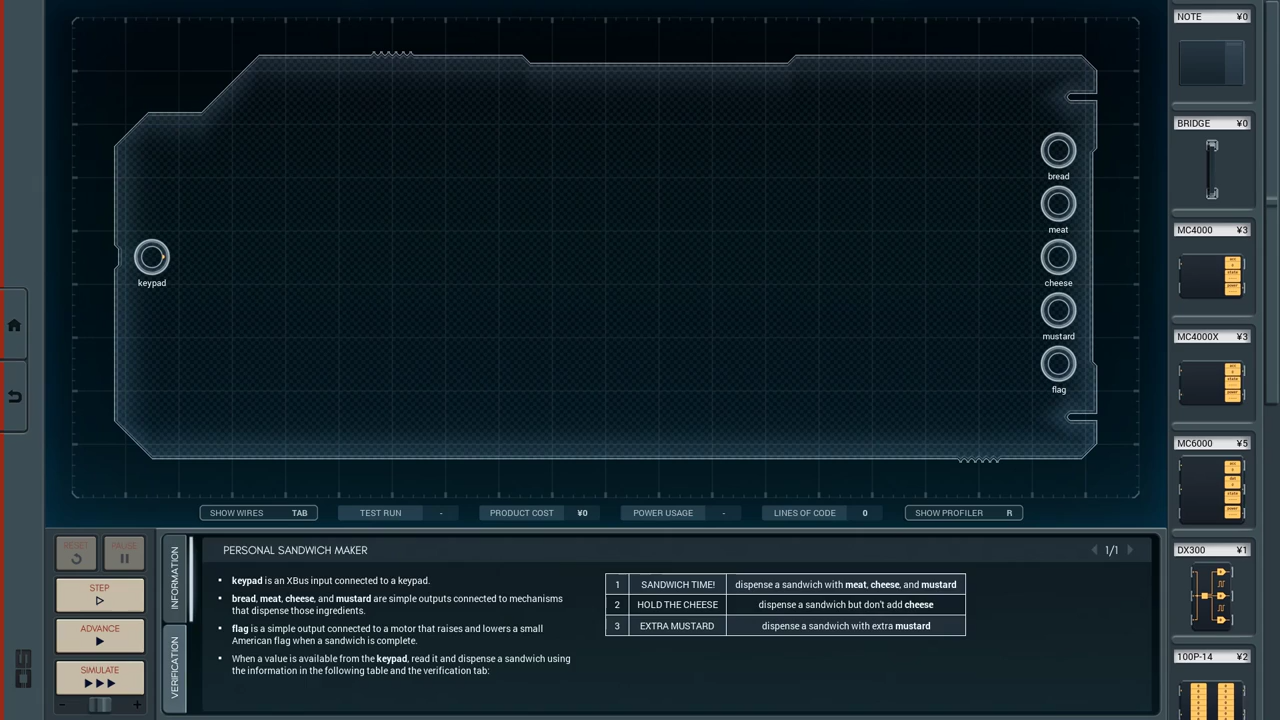 NOTE ¥0
BRIDGE ¥0
MC4000 ¥3
MC4000X ¥3
MC6000 ¥5
DX300 ¥1
100P-14 ¥2
keypad
bread
meat
cheese
mustard
flag
SHOW WIRES TAB
TEST RUN -
PRODUCT COST ¥0
POWER USAGE -
LINES OF CODE 0
SHOW PROFILER R
RESET
PAUSE
STEP
ADVANCE
SIMULATE
- +
INFORMATION
VERIFICATION
PERSONAL SANDWICH MAKER
1/1
▪ keypad is an XBus input connected to a keypad.
▪ bread, meat, cheese, and mustard are simple outputs connected to mechanisms
that dispense those ingredients.
▪ flag is a simple output connected to a motor that raises and lowers a small
American flag when a sandwich is complete.
▪ When a value is available from the keypad, read it and dispense a sandwich using
the information in the following table and the verification tab:
1 SANDWICH TIME! dispense a sandwich with meat, cheese, and mustard
2 HOLD THE CHEESE dispense a sandwich but don't add cheese
3 EXTRA MUSTARD dispense a sandwich with extra mustard